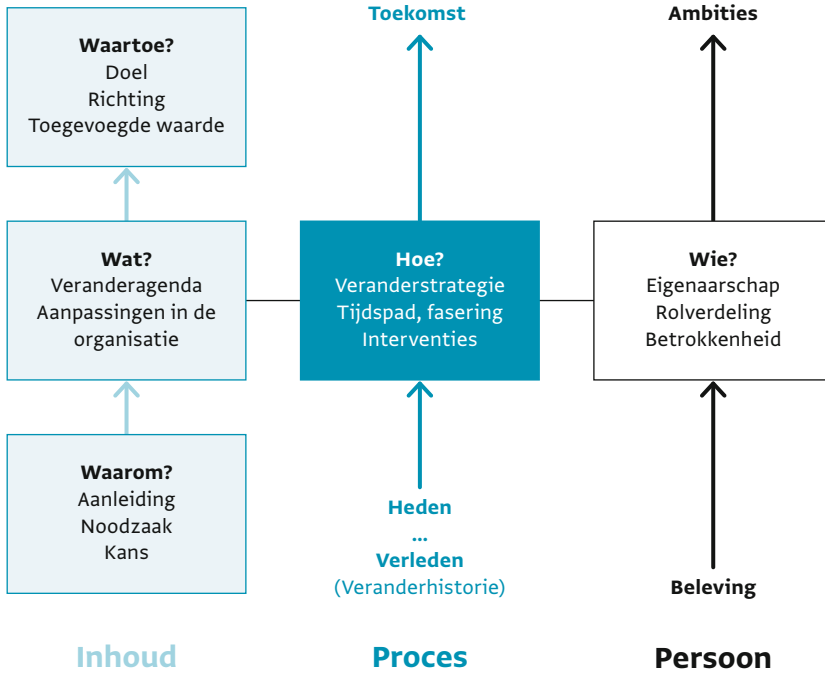 Waartoe?
Doel
Richting
Toegevoegde waarde
Wat?
Veranderagenda
Aanpassingen in de
organisatie
Waarom?
Aanleiding
Noodzaak
Kans
Inhoud
Toekomst
Hoe?
Veranderstrategie
Tijdspad, fasering
Interventies
Heden
...
Verleden
(Veranderhistorie)
Proces
Ambities
Wie?
Eigenaarschap
Rolverdeling
Betrokkenheid
Beleving
Persoon